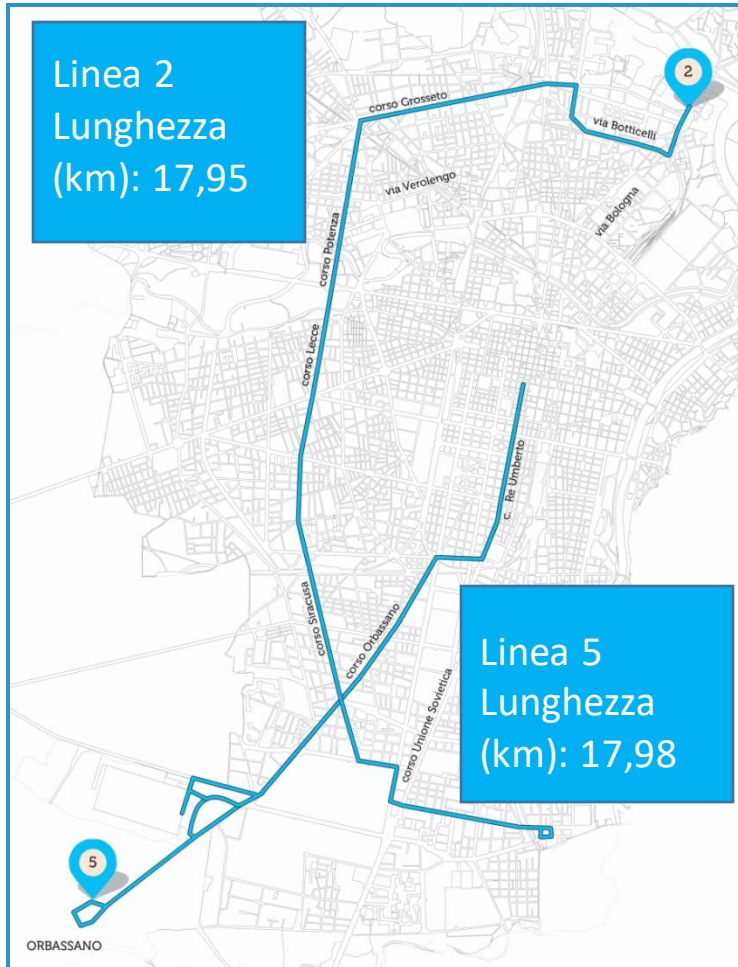 Linea 2
Lunghezza
(km): 17,95
2
corso Grosseto
via Botticelli
via Verolengo
via Bologna
corso Potenza
corso Lecce
c. Re Umberto
corso Siracusa
corso Orbassano
corso Unione Sovietica
Linea 5
Lunghezza
(km): 17,98
5
ORBASSANO